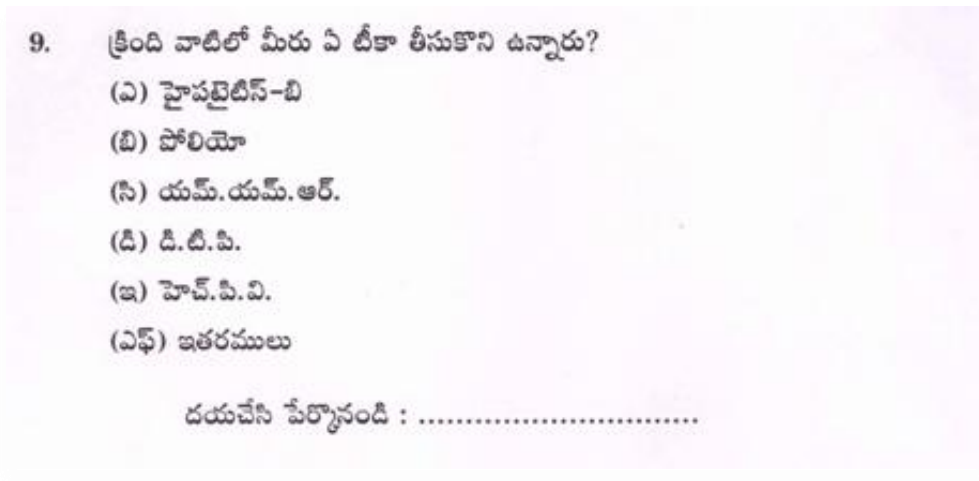 9. క్రింది వాటిలో మీరు ఏ టీకా తీసుకొని ఉన్నారు?
(ఎ) హైపటైటిస్-బి
(బి) పోలియో
(సి) యమ్.యమ్.ఆర్.
(డి) డి.టి.పి.
(ఇ) హెచ్.పి.వి.
(ఎఫ్) ఇతరములు
దయచేసి పేర్కొనండి : ..............................